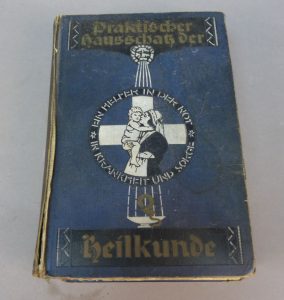 Praktischer
Hausschatz der
EIN HELFER IN DER NOT
IN KRANKHEIT UND SORGE
Heilkunde